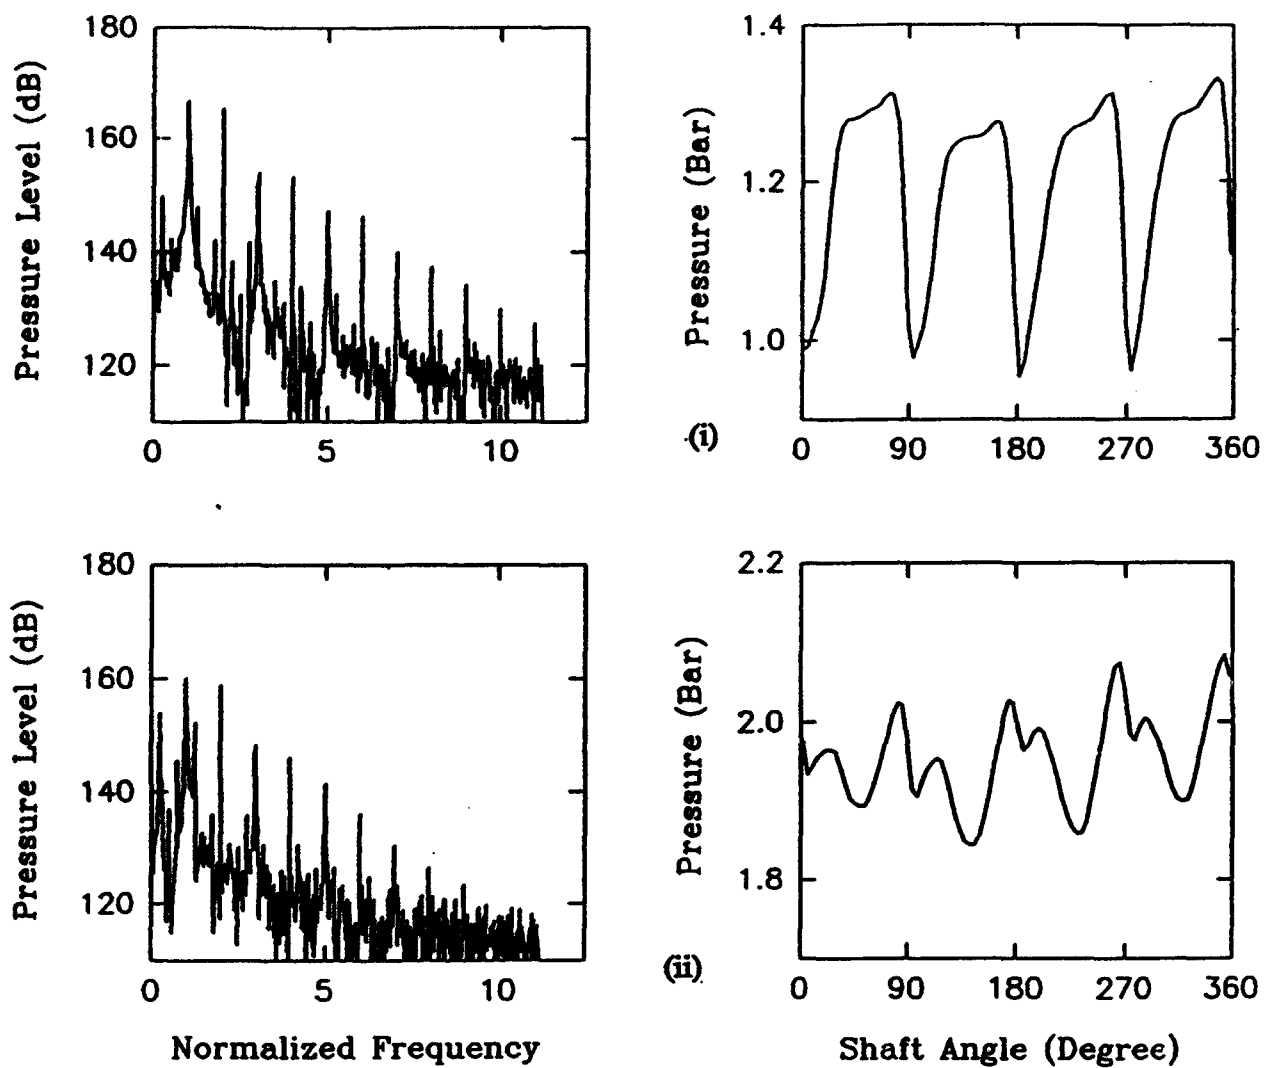 180
160
140
120
Pressure Level (dB)
0 5 10
1.4
1.2
1.0
Pressure (Bar)
(i)
0 90 180 270 360
180
160
140
120
Pressure Level (dB)
0 5 10
Normalized Frequency
2.2
2.0
1.8
Pressure (Bar)
(ii)
0 90 180 270 360
Shaft Angle (Degree)